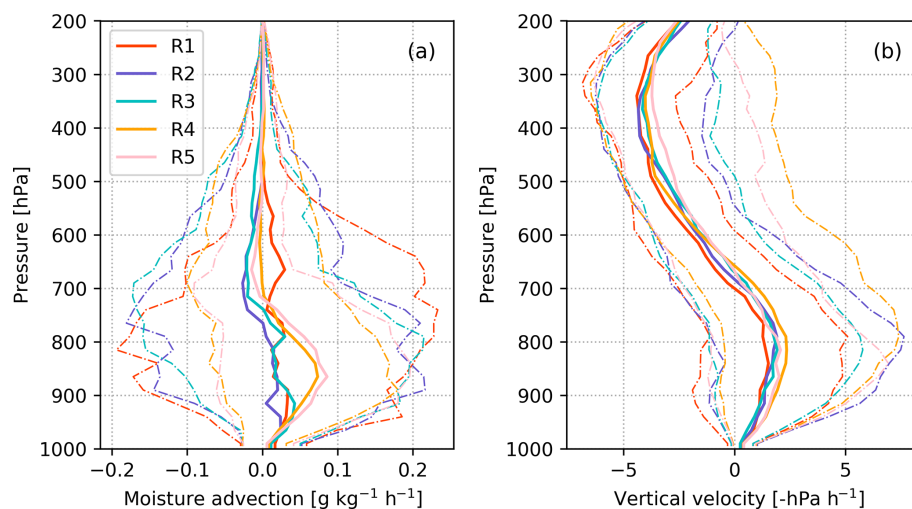 (a)
R1
R2
R3
R4
R5
200
300
400
500
600
700
800
900
1000
Pressure [hPa]
−0.2
−0.1
0.0
0.1
0.2
Moisture advection [g kg⁻¹ h⁻¹]
(b)
200
300
400
500
600
700
800
900
1000
Pressure [hPa]
−5
0
5
Vertical velocity [-hPa h⁻¹]